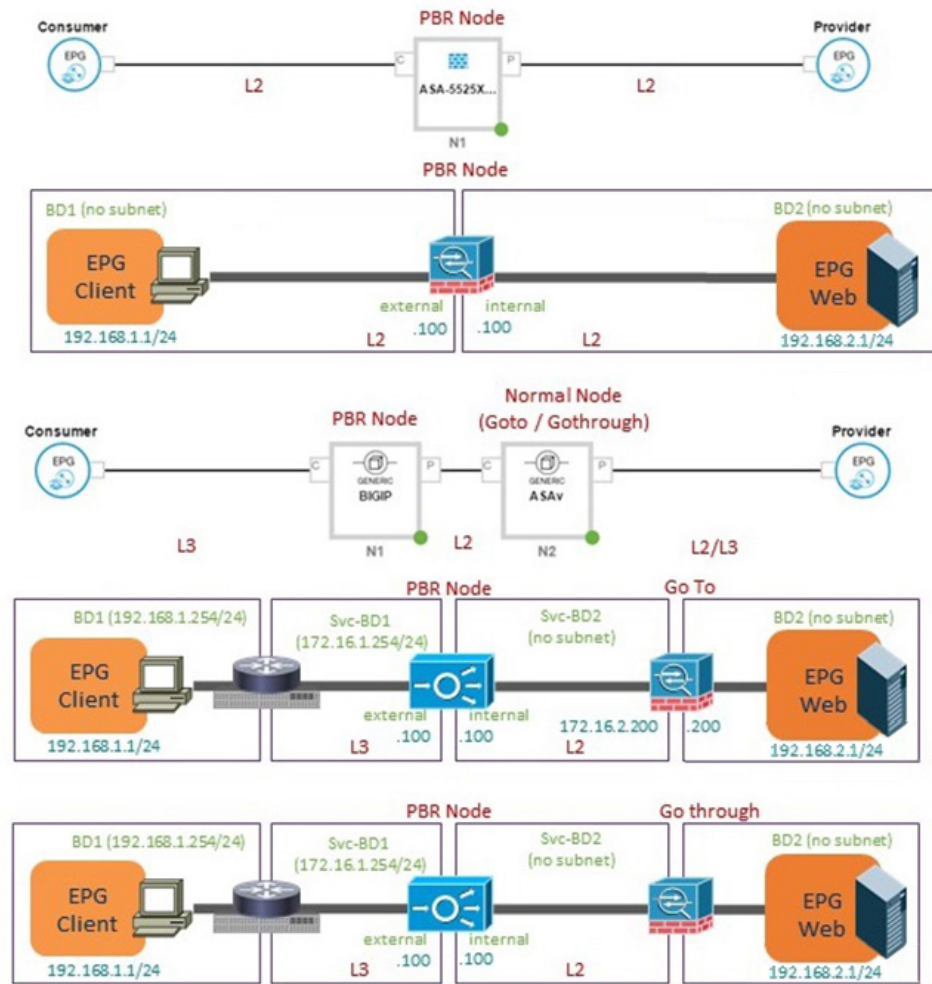 PBR Node
Consumer
Provider
EPG
C
P
EPG
L2
ASA-5525X...
L2
N1
PBR Node
BD1 (no subnet)
BD2 (no subnet)
EPG
Client
EPG
Web
external
internal
192.168.1.1/24
L2
.100
.100
L2
192.168.2.1/24
Normal Node
(Goto / Gothrough)
PBR Node
Consumer
Provider
EPG
C
P
C
P
EPG
GENERIC
GENERIC
BIGIP
ASAv
L3
N1
L2
N2
L2/L3
PBR Node
Go To
BD1 (192.168.1.254/24)
Svc-BD1
(172.16.1.254/24)
Svc-BD2
(no subnet)
BD2 (no subnet)
EPG
Client
EPG
Web
external
internal
192.168.1.1/24
L3
.100
.100
L2
172.16.2.200
.200
192.168.2.1/24
PBR Node
Go through
BD1 (192.168.1.254/24)
Svc-BD1
(172.16.1.254/24)
Svc-BD2
(no subnet)
BD2 (no subnet)
EPG
Client
EPG
Web
external
internal
192.168.1.1/24
L3
.100
.100
L2
192.168.2.1/24